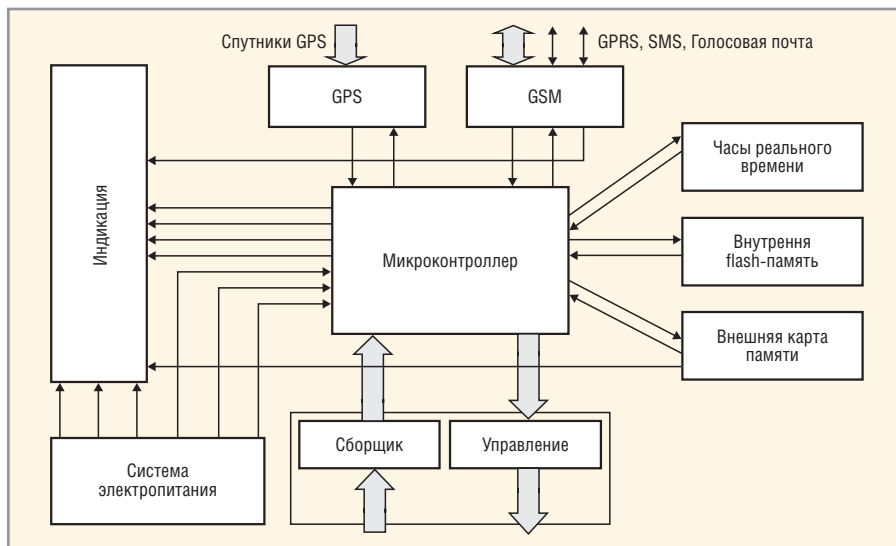 Спутники GPS
GPRS, SMS, Голосовая почта
GPS
GSM
Часы реального
времени
Индикация
Микроконтроллер
Внутрення
flash-память
Внешняя карта
памяти
Сборщик
Управление
Система
электропитания